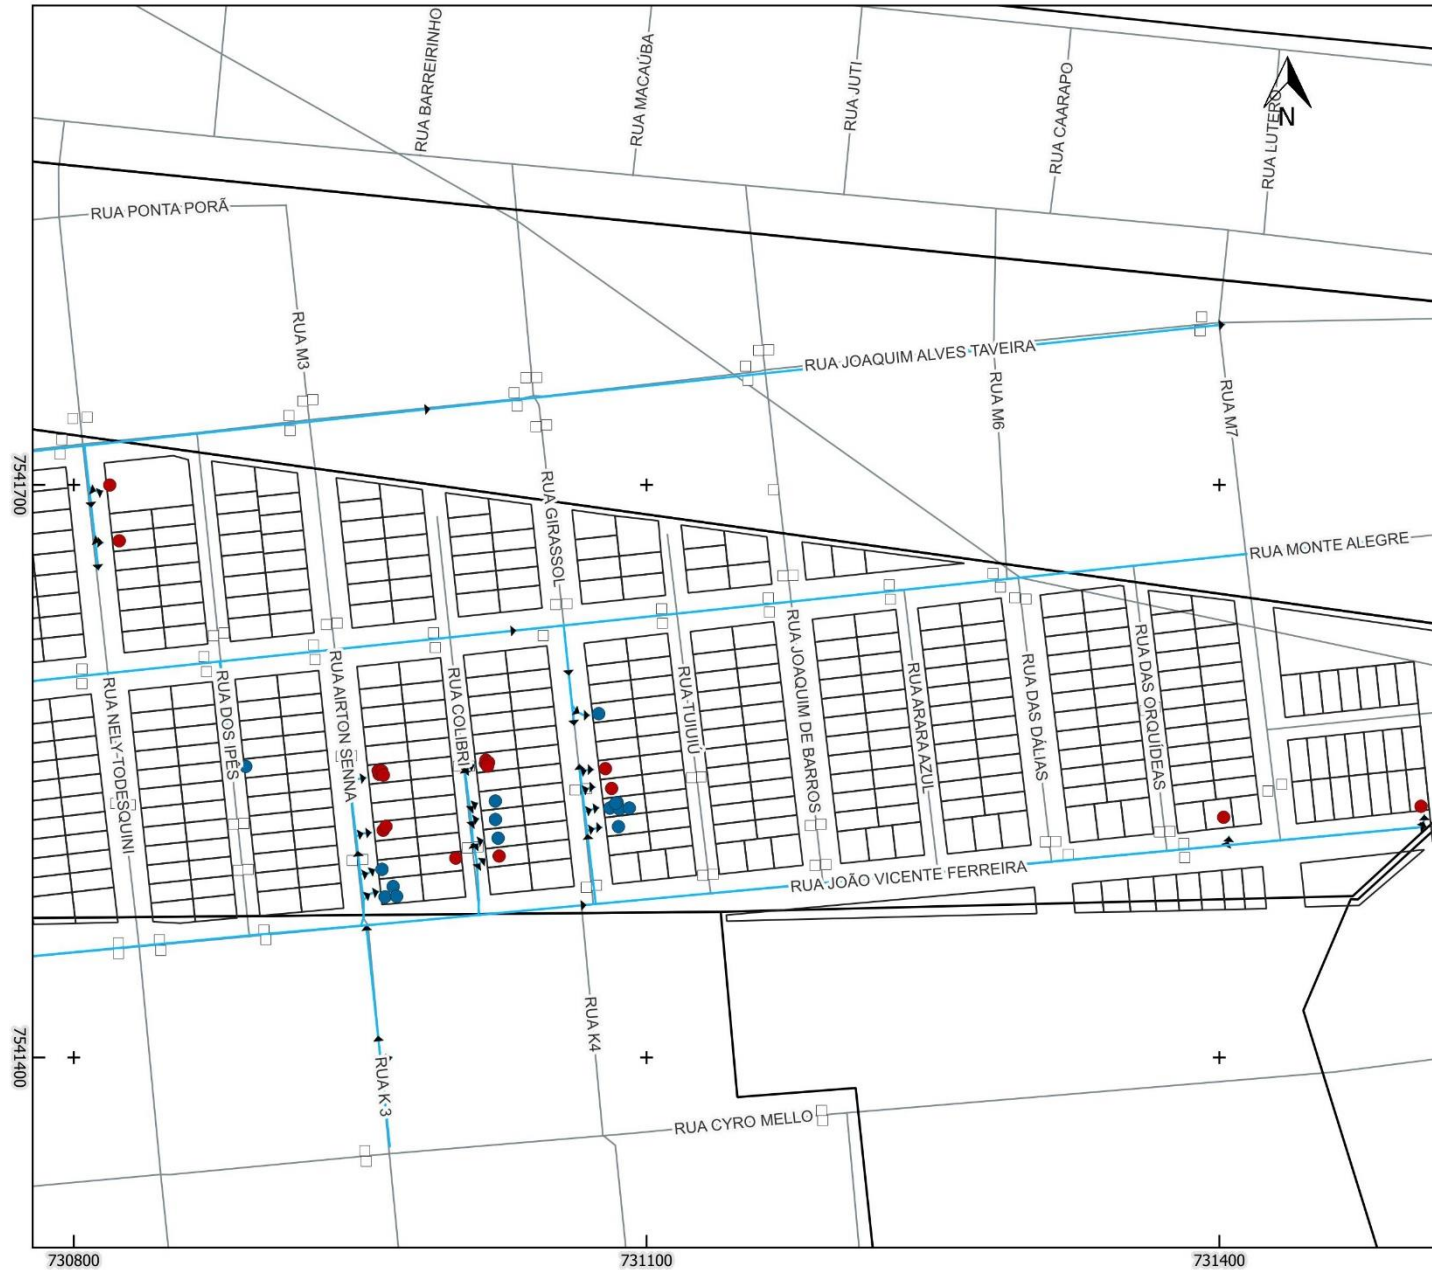 RUA BARREIRINHO
RUA MACAÚBA
RUA JUTI
RUA CAARAPO
RUA LUTERO
N
RUA PONTA PORÃ
RUA M3
RUA JOAQUIM ALVES TAVEIRA
RUA M6
RUA M7
7541700
RUA GIRASSOL
RUA MONTE ALEGRE
RUA NELY TODESQUINI
RUA DOS IPÊS
RUA AIRTON SENNA
RUA COLIBRI
RUA TUIUIÚ
RUA JOAQUIM DE BARROS
RUA ARARA AZUL
RUA DAS DÁLIAS
RUA DAS ORQUÍDEAS
RUA JOÃO VICENTE FERREIRA
RUA K4
7541400
RUA K 3
RUA CYRO MELLO
730800
731100
731400